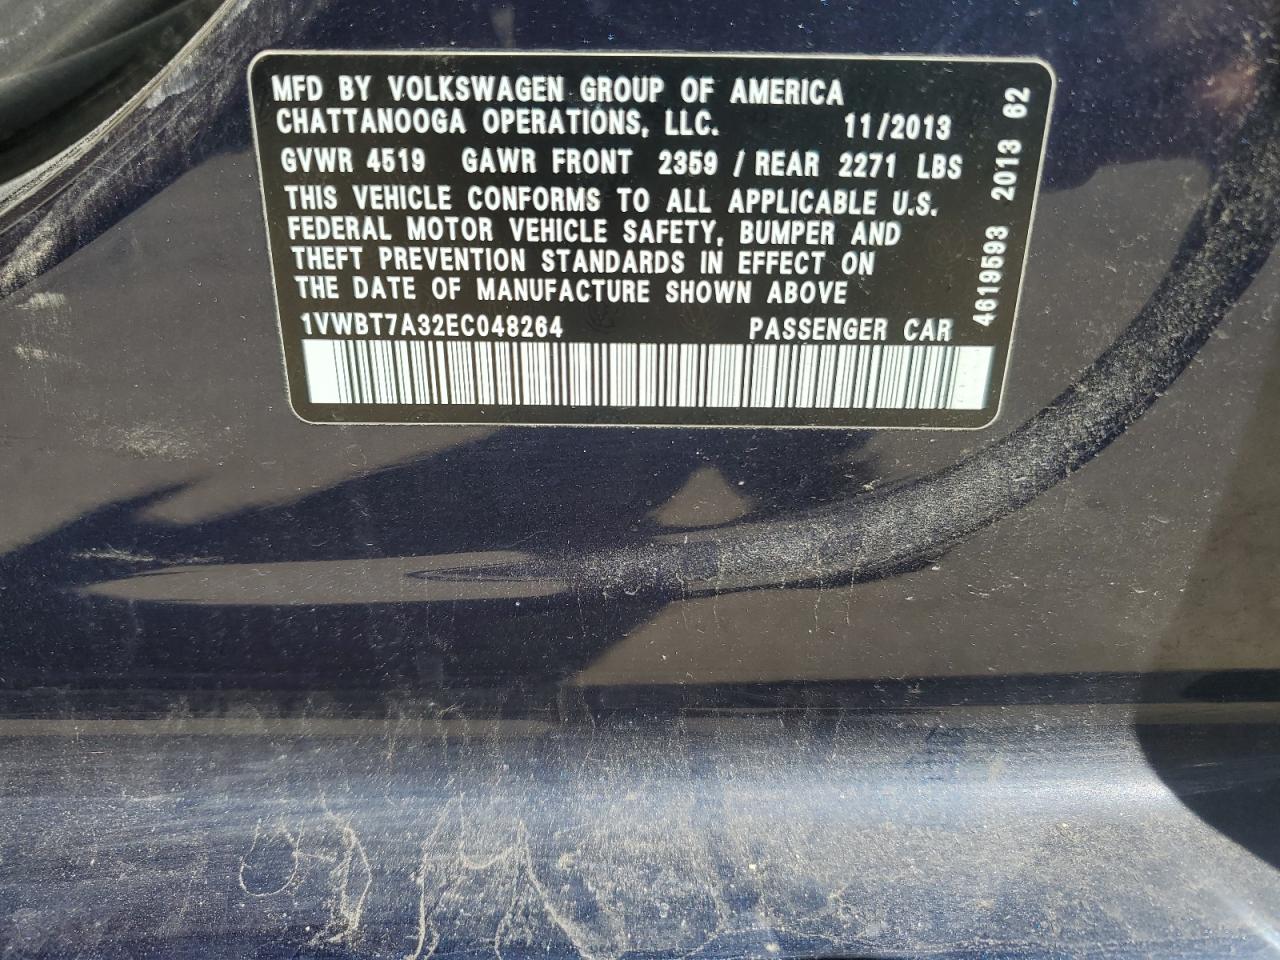 MFD BY VOLKSWAGEN GROUP OF AMERICA
CHATTANOOGA OPERATIONS, LLC. 11/2013
GVWR 4519 GAWR FRONT 2359 / REAR 2271 LBS
THIS VEHICLE CONFORMS TO ALL APPLICABLE U.S.
FEDERAL MOTOR VEHICLE SAFETY, BUMPER AND
THEFT PREVENTION STANDARDS IN EFFECT ON
THE DATE OF MANUFACTURE SHOWN ABOVE
1VWBT7A32EC048264 PASSENGER CAR
4619593 2013 62